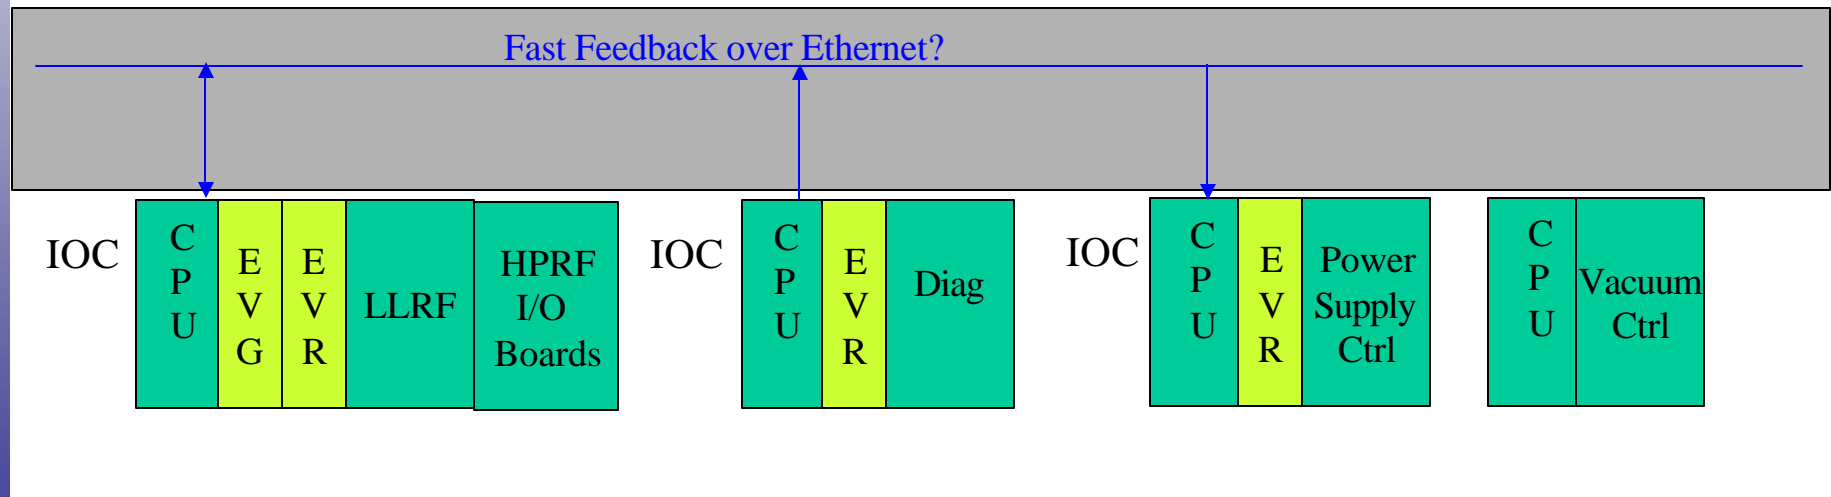 Fast Feedback over Ethernet?
IOC
C
P
U
E
V
G
E
V
R
LLRF
HPRF
I/O
Boards
IOC
C
P
U
E
V
R
Diag
IOC
C
P
U
E
V
R
Power
Supply
Ctrl
C
P
U
Vacuum
Ctrl